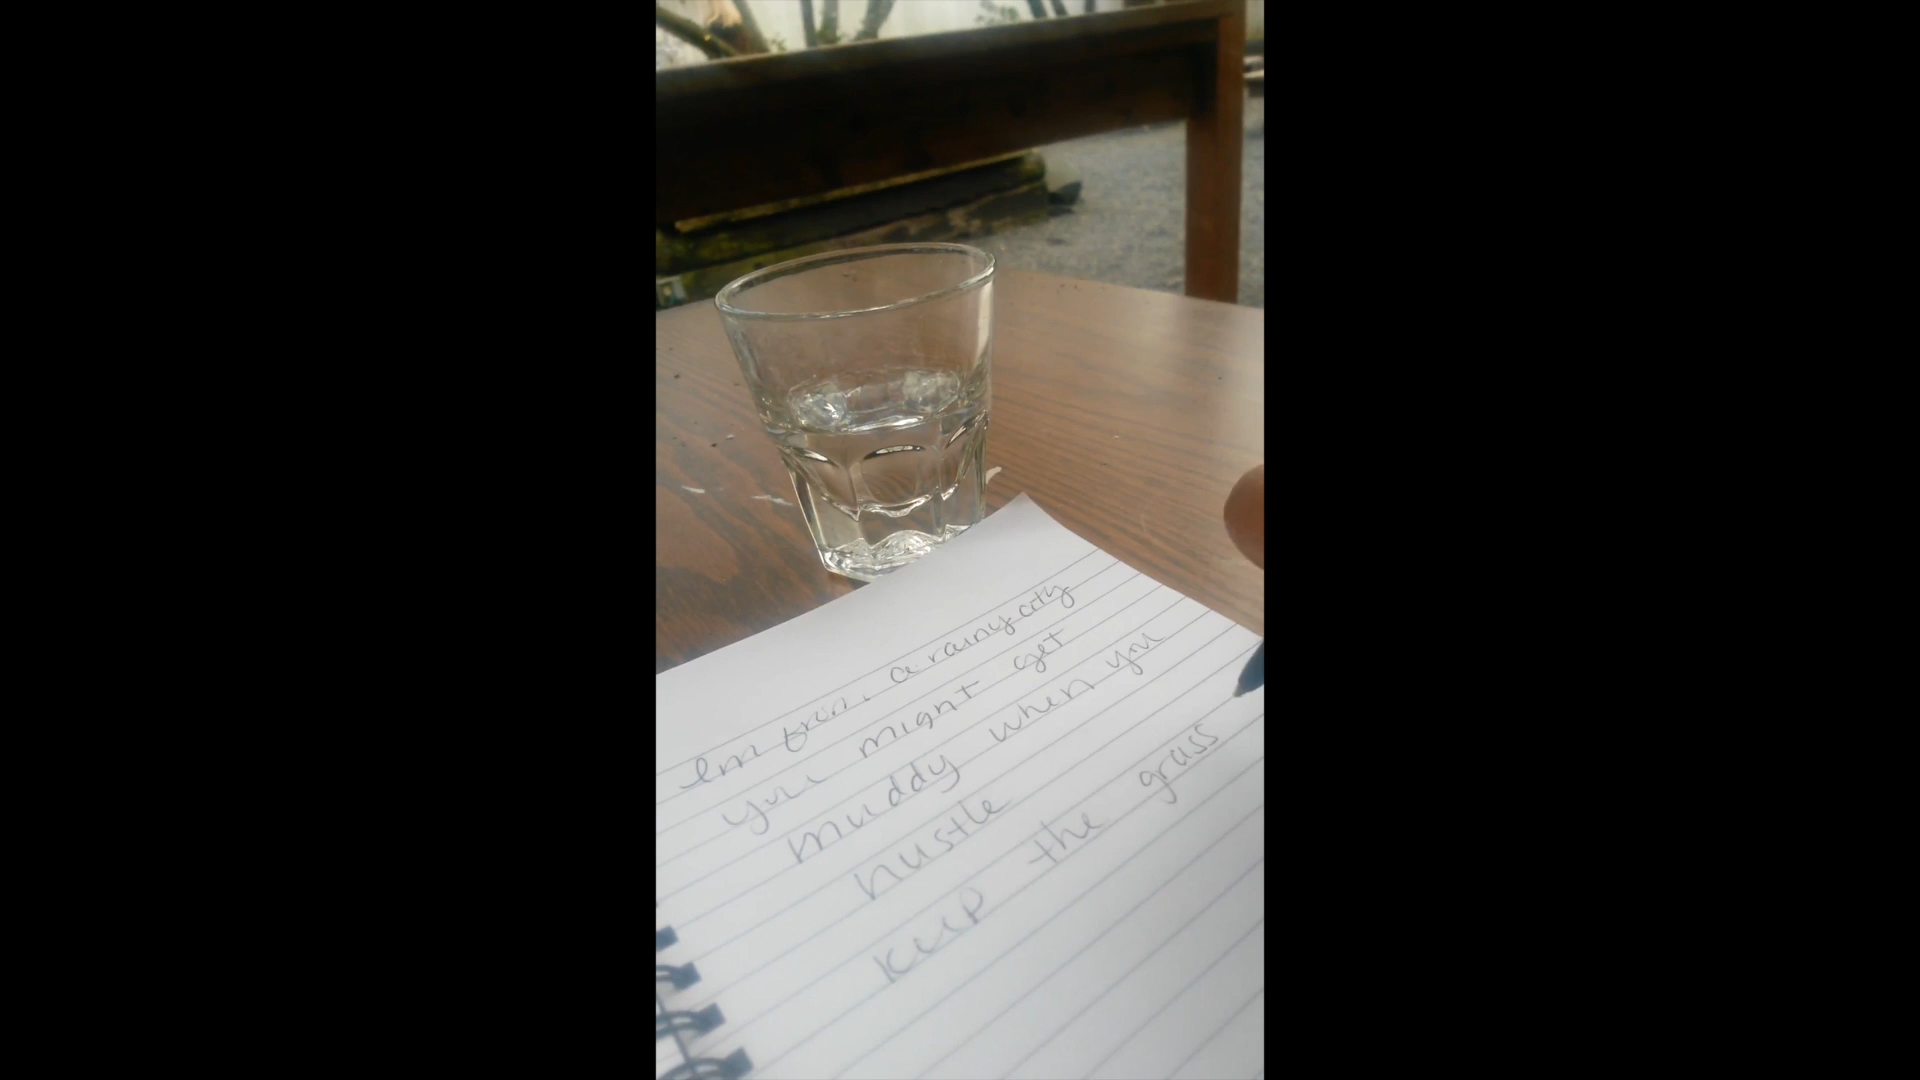 Im from a rainy city
you might get
muddy when you
hustle
keep the grass